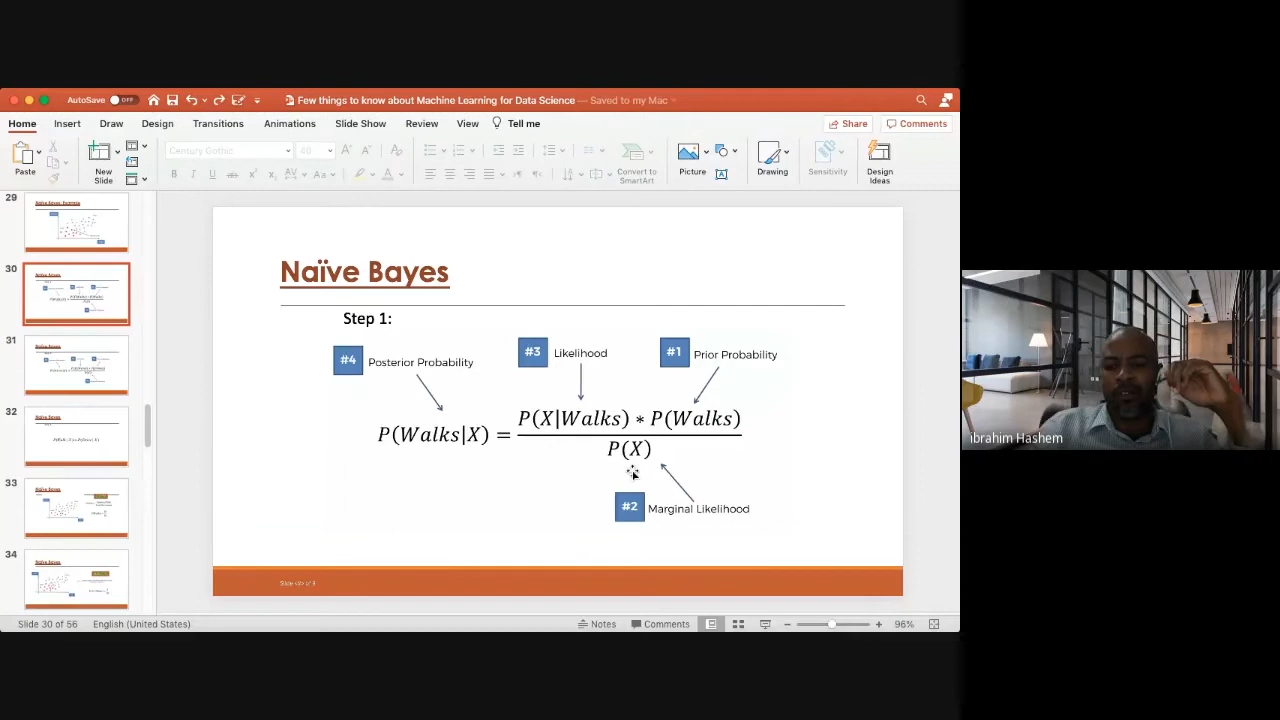 AutoSave OFF
Few things to know about Machine Learning for Data Science — Saved to my Mac
Home Insert Draw Design Transitions Animations Slide Show Review View Tell me
Share Comments
Paste
New Slide
Century Gothic 40
Convert to SmartArt
Picture
Drawing
Sensitivity
Design Ideas
29
30
31
32
33
34
Naïve Bayes
Step 1:
#4 Posterior Probability
#3 Likelihood
#1 Prior Probability
P(Walks|X) = P(X|Walks) * P(Walks)
P(X)
#2 Marginal Likelihood
ibrahim Hashem
Slide 30 of 56 English (United States)
Notes Comments 96%